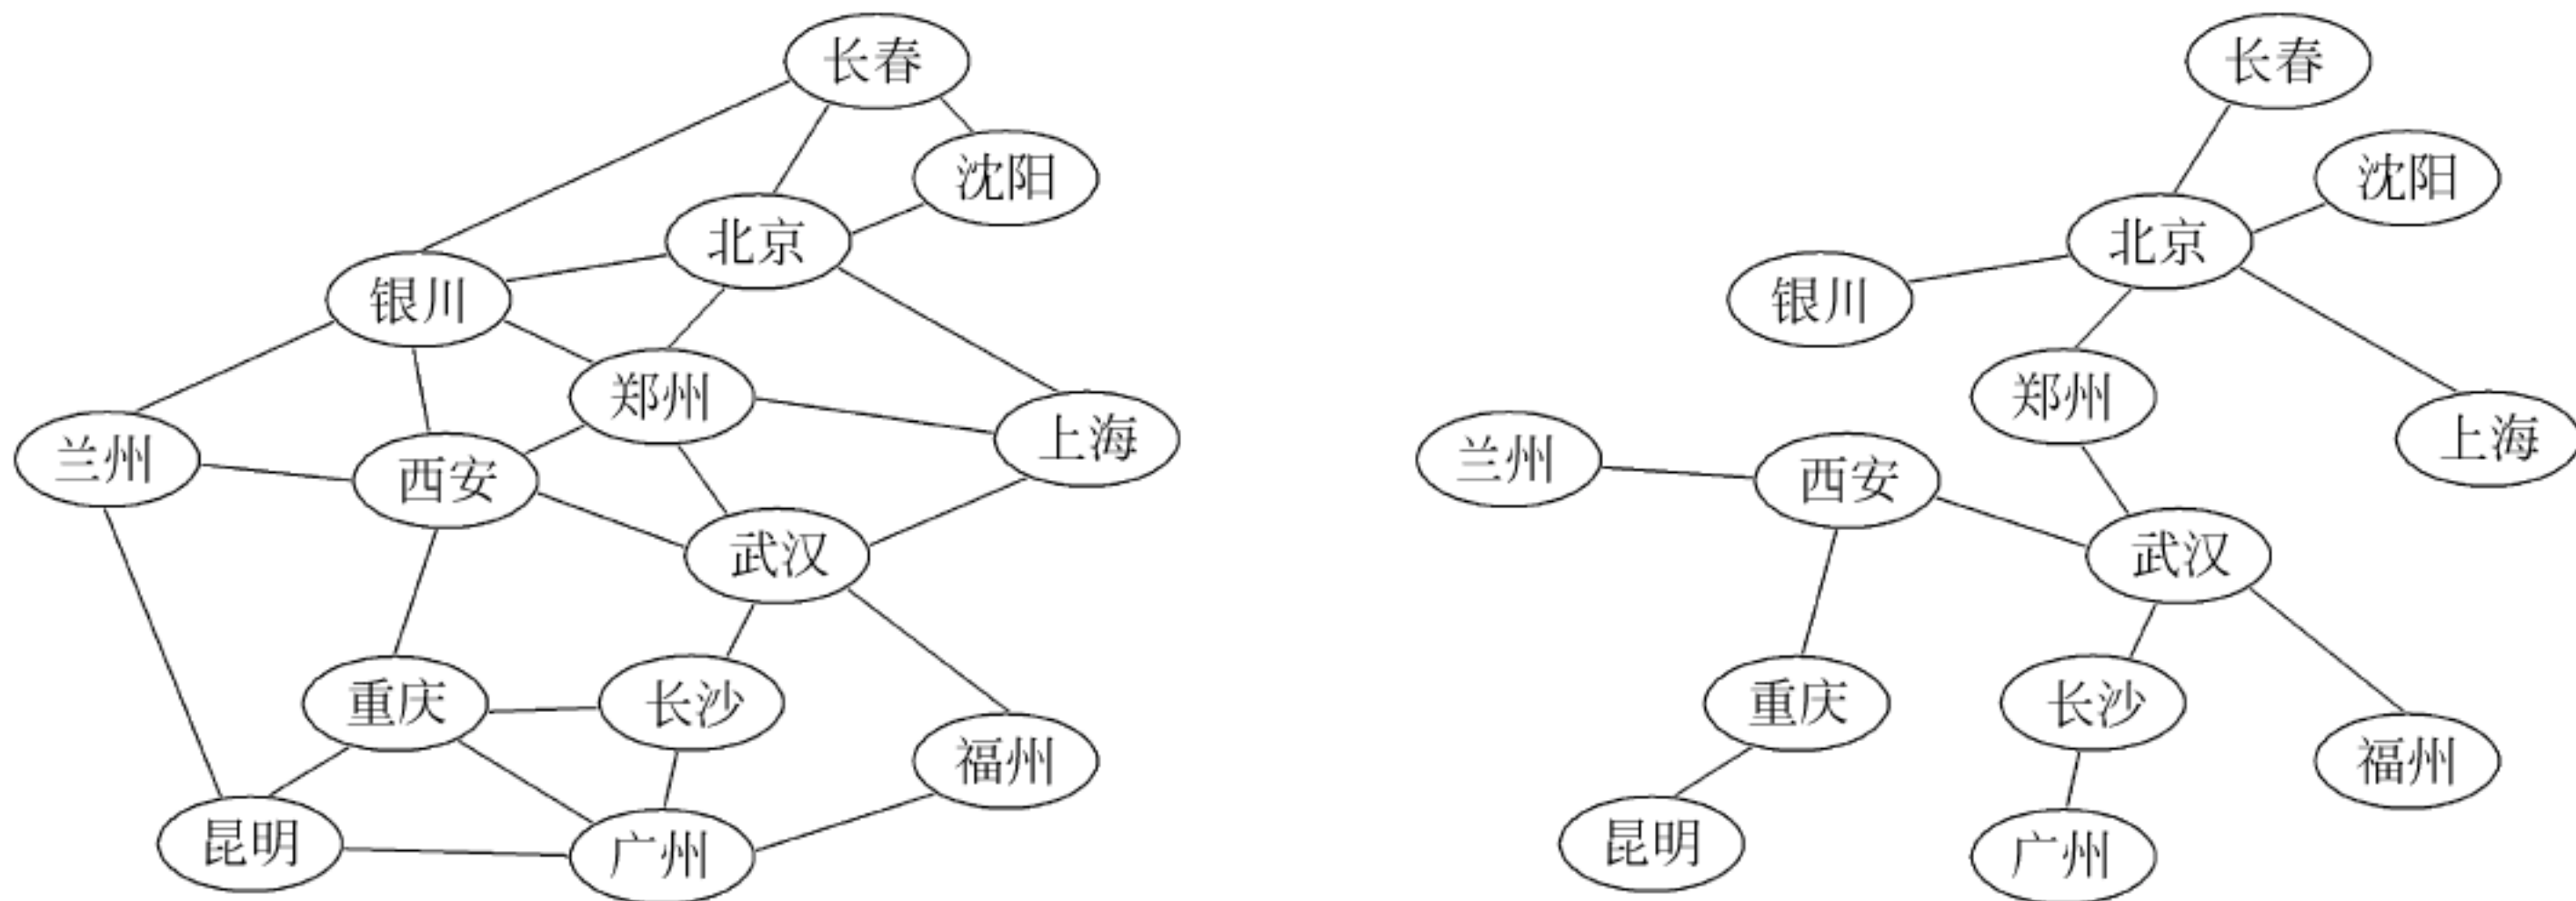 长春
沈阳
北京
银川
郑州
上海
兰州
西安
武汉
重庆
长沙
福州
昆明
广州
长春
沈阳
北京
银川
郑州
上海
兰州
西安
武汉
重庆
长沙
福州
昆明
广州